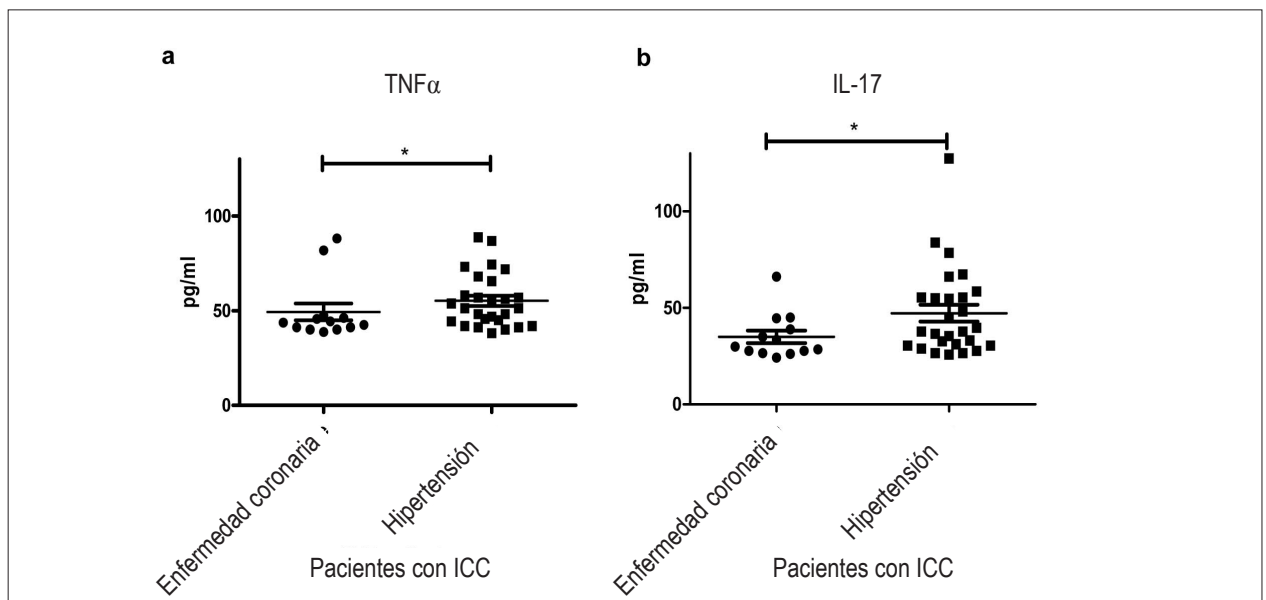 a
TNFα
*
100
50
0
pg/ml
Enfermedad coronaria
Hipertensión
Pacientes con ICC
b
IL-17
*
100
50
0
pg/ml
Enfermedad coronaria
Hipertensión
Pacientes con ICC